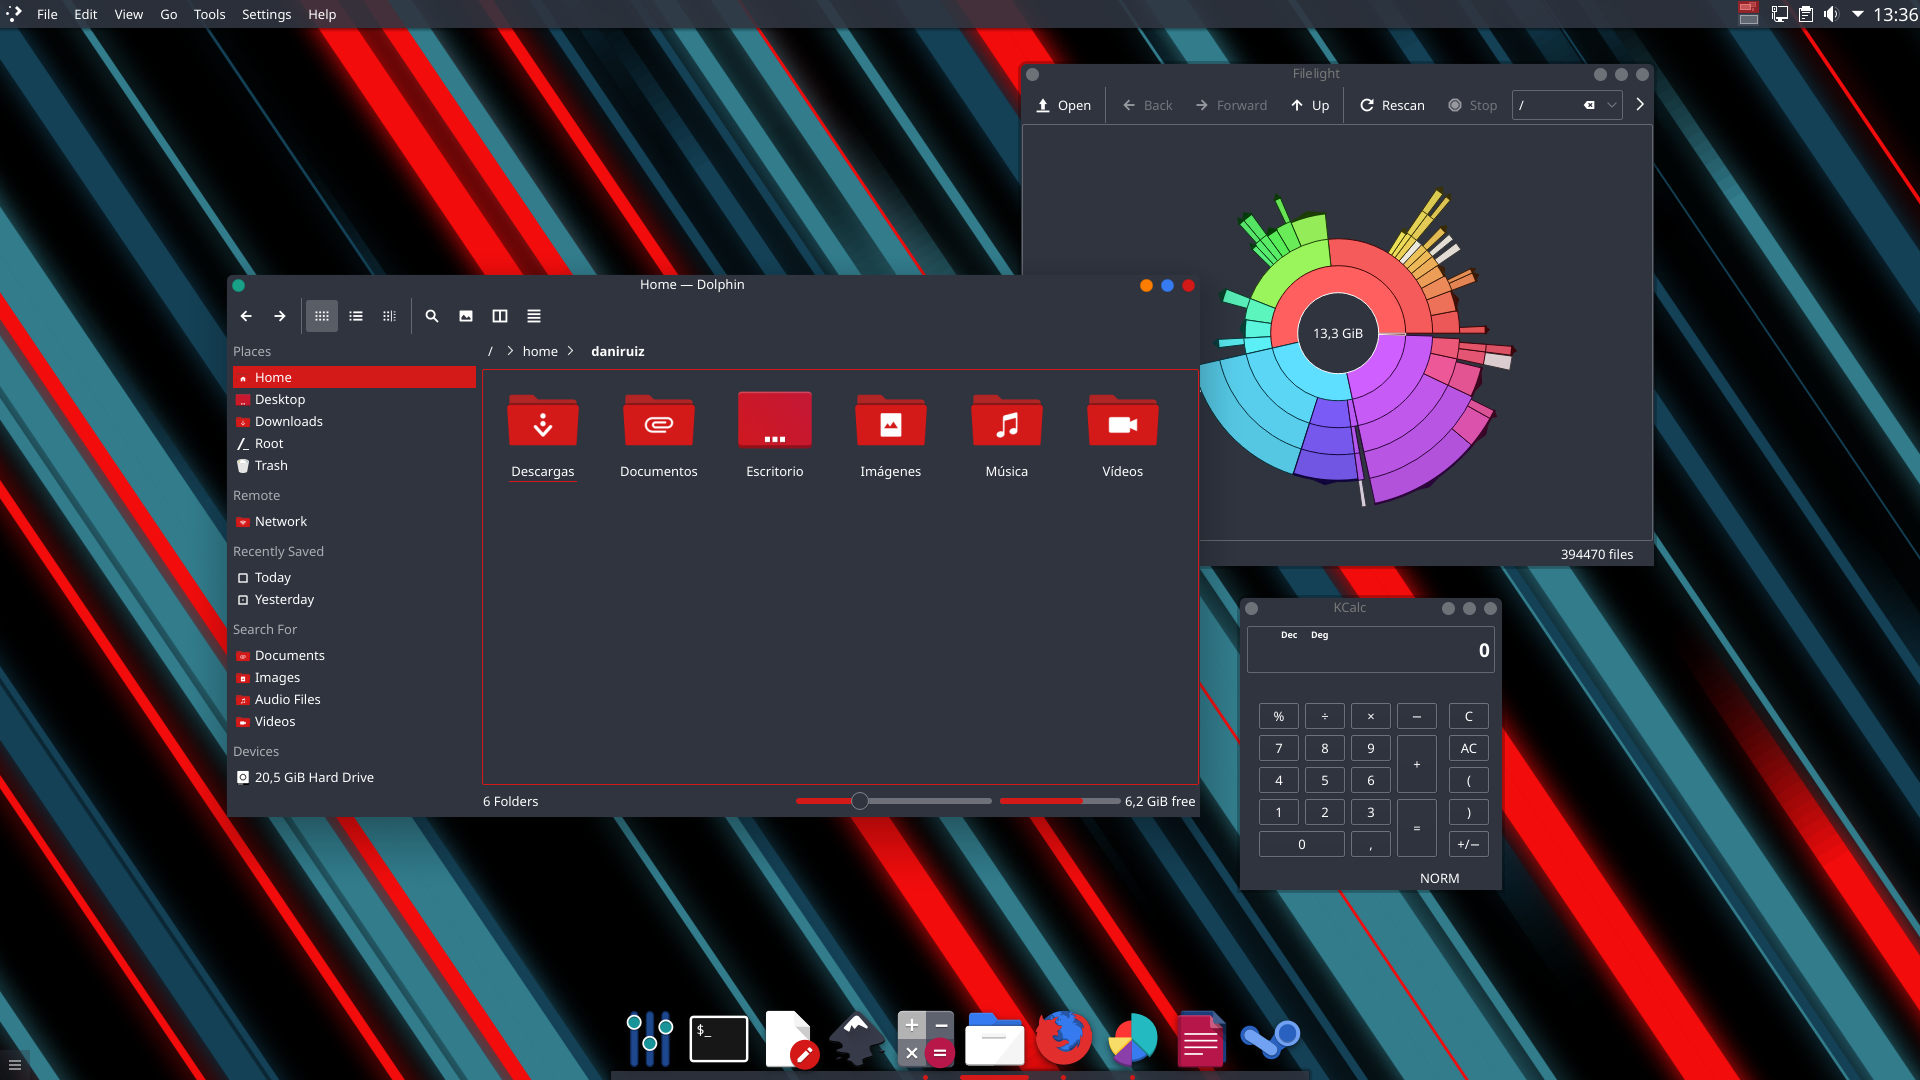 File Edit View Go Tools Settings Help 13:36
Filelight
Open Back Forward Up Rescan Stop /
13,3 GiB
394470 files
Home — Dolphin
/ > home > daniruiz
Places
Home
Desktop
Downloads
Root
Trash
Remote
Network
Recently Saved
Today
Yesterday
Search For
Documents
Images
Audio Files
Videos
Devices
20,5 GiB Hard Drive
Descargas Documentos Escritorio Imágenes Música Vídeos
6 Folders 6,2 GiB free
KCalc
Dec Deg
0
% ÷ × − C
7 8 9 + AC
4 5 6 (
1 2 3 = )
0 , +/−
NORM
$_